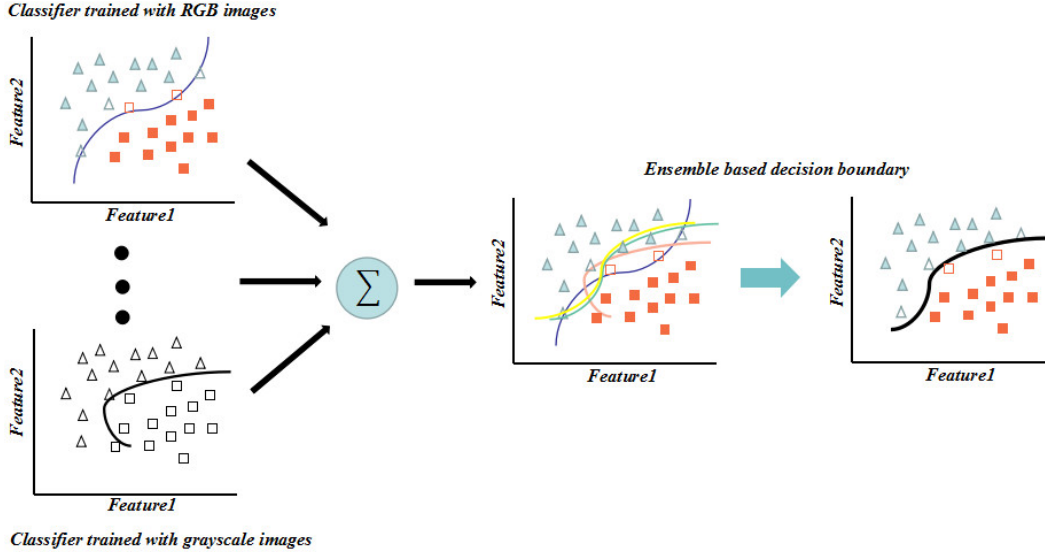 Classifier trained with RGB images
Feature2
Feature1
Σ
Ensemble based decision boundary
Feature2
Feature1
Feature2
Feature1
Feature2
Feature1
Classifier trained with grayscale images